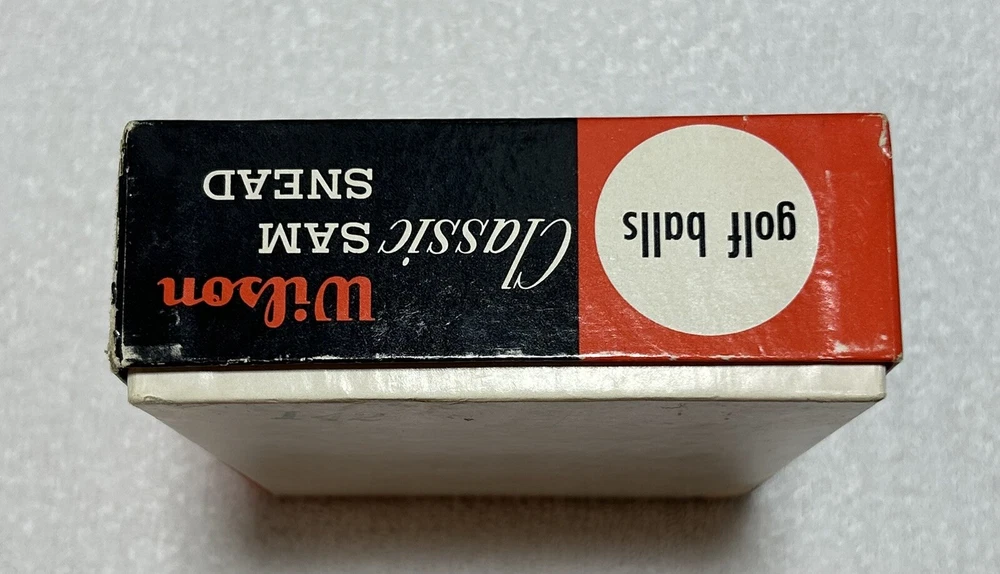 golf balls
Wilson
Classic SAM
SNEAD